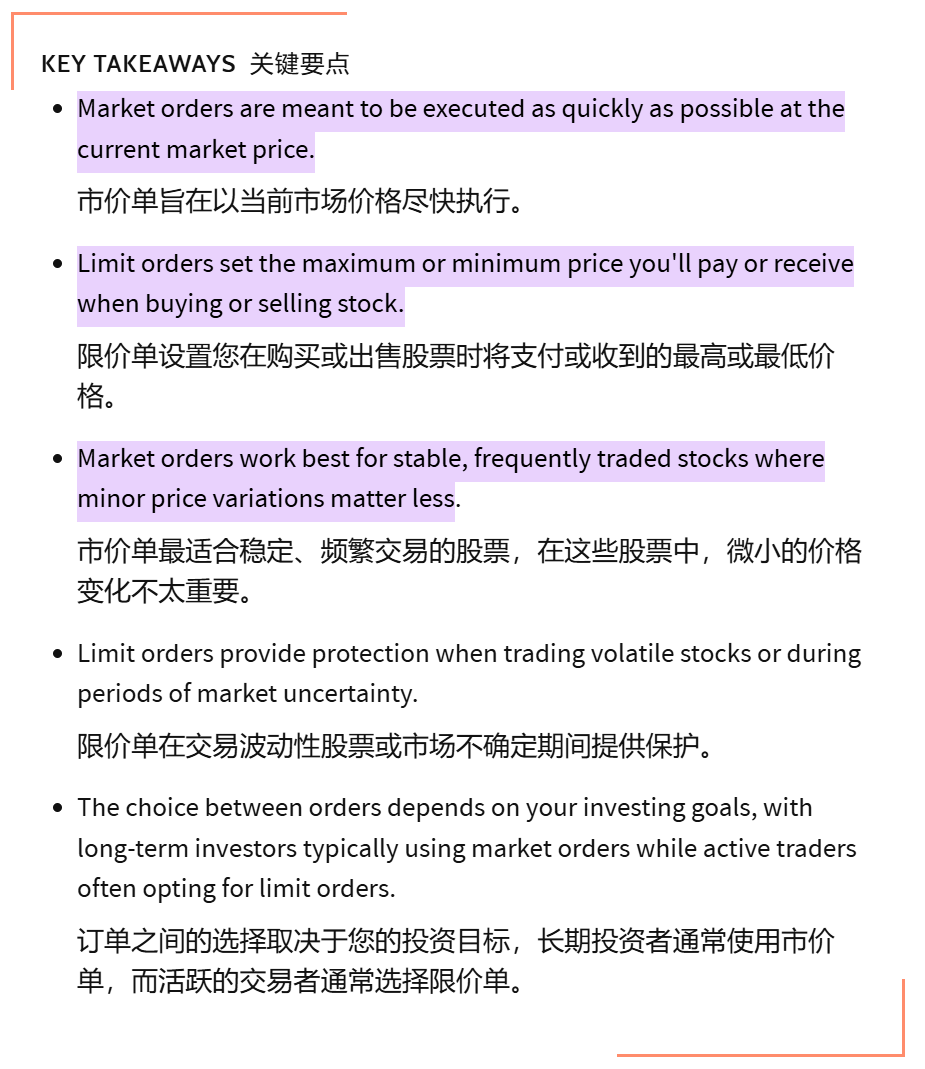 KEY TAKEAWAYS 关键要点
Market orders are meant to be executed as quickly as possible at the
current market price.
市价单旨在以当前市场价格尽快执行。
Limit orders set the maximum or minimum price you'll pay or receive
when buying or selling stock.
限价单设置您在购买或出售股票时将支付或收到的最高或最低价
格。
Market orders work best for stable, frequently traded stocks where
minor price variations matter less.
市价单最适合稳定、频繁交易的股票，在这些股票中，微小的价格
变化不太重要。
Limit orders provide protection when trading volatile stocks or during
periods of market uncertainty.
限价单在交易波动性股票或市场不确定期间提供保护。
The choice between orders depends on your investing goals, with
long-term investors typically using market orders while active traders
often opting for limit orders.
订单之间的选择取决于您的投资目标，长期投资者通常使用市价
单，而活跃的交易者通常选择限价单。